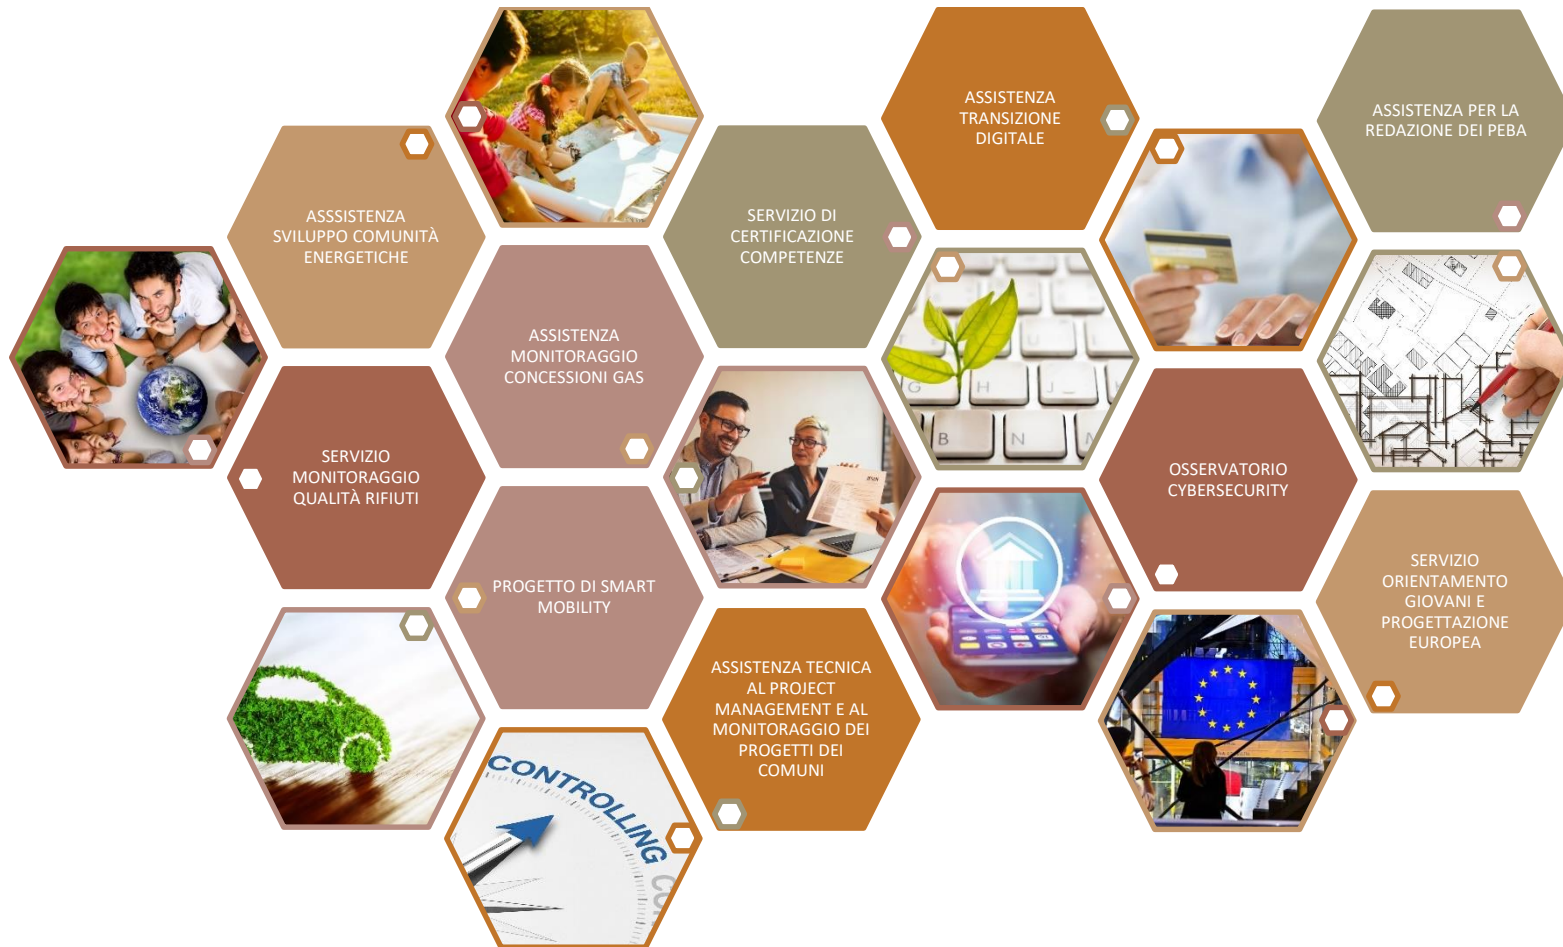 ASSSISTENZA
SVILUPPO COMUNITÀ
ENERGETICHE
SERVIZIO
MONITORAGGIO
QUALITÀ RIFIUTI
ASSISTENZA
MONITORAGGIO
CONCESSIONI GAS
PROGETTO DI SMART
MOBILITY
CONTROLLING
SERVIZIO DI
CERTIFICAZIONE
COMPETENZE
ASSISTENZA TECNICA
AL PROJECT
MANAGEMENT E AL
MONITORAGGIO DEI
PROGETTI DEI
COMUNI
ASSISTENZA
TRANSIZIONE
DIGITALE
G H J
B N M
OSSERVATORIO
CYBERSECURITY
ASSISTENZA PER LA
REDAZIONE DEI PEBA
SERVIZIO
ORIENTAMENTO
GIOVANI E
PROGETTAZIONE
EUROPEA